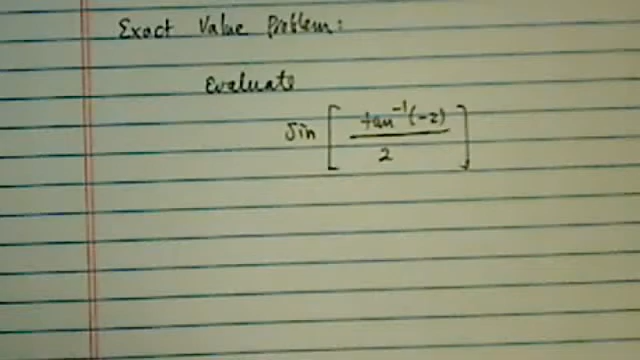 Exact Value Problem:
Evaluate
sin [ tan⁻¹(-2) / 2 ]